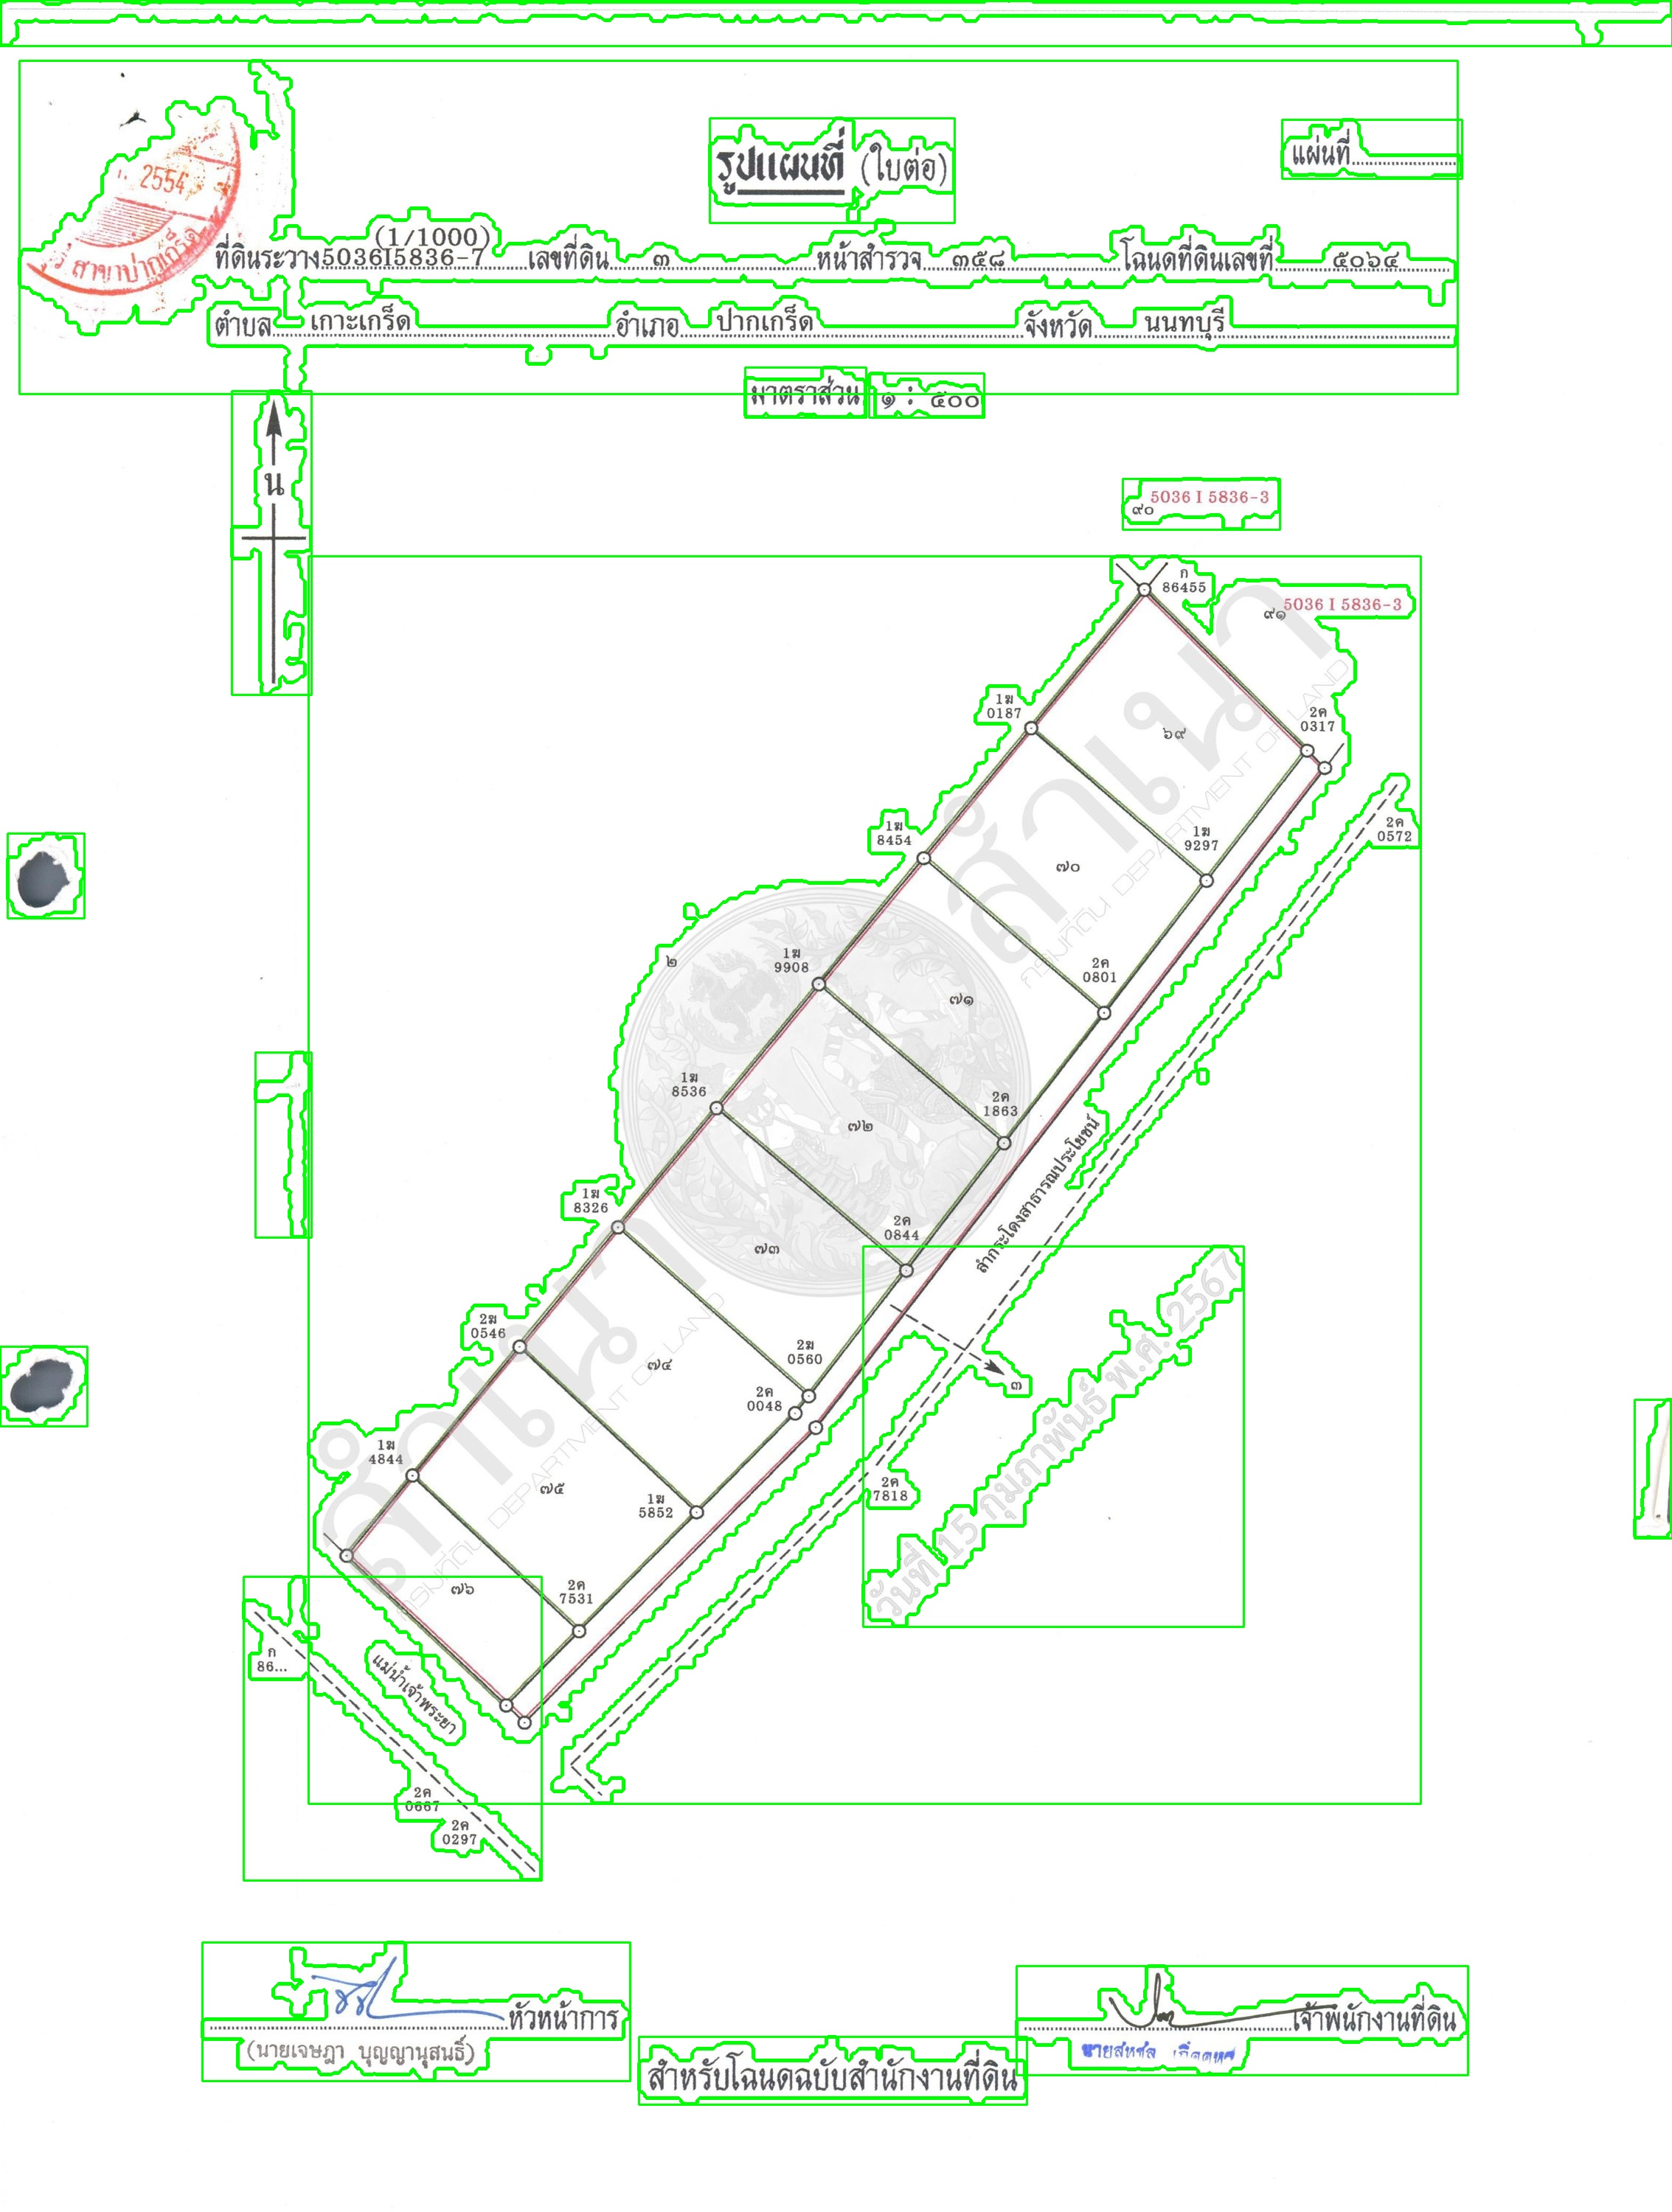 2554
สาขาปากเกร็ด
รูปแผนที่ (ใบต่อ)
แผ่นที่
(1/1000)
ที่ดินระวาง5036I5836-7 เลขที่ดิน ๓ หน้าสำรวจ ๓๕๘ โฉนดที่ดินเลขที่ ๕๐๖๔
ตำบล เกาะเกร็ด อำเภอ ปากเกร็ด จังหวัด นนทบุรี
มาตราส่วน ๑ : ๕๐๐
น
5036 I 5836-3
๙๐
ก
86455
5036 I 5836-3
๙๑
1ฆ
0187
2ค
0317
๖๙
1ฆ
8454
2ค
0572
1ฆ
9297
๗๐
๒
1ฆ
9908
2ค
0801
๗๑
1ฆ
8536
2ค
1863
๗๒
ลำกระโดงสาธารณประโยชน์
1ฆ
8326
2ค
0844
๗๓
2ฆ
0546
2ฆ
0560
๗๔
2ค
0048
๓
1ฆ
4844
๗๕
1ฆ
5852
2ค
7818
๗๖
2ค
7531
ก
86...
แม่น้ำเจ้าพระยา
2ค
0667
2ค
0297
สำเนา
กรมที่ดิน DEPARTMENT OF LAND
สำเนา
กรมที่ดิน DEPARTMENT OF LAND
วันที่ 15 กุมภาพันธ์ พ.ศ. 2567
หัวหน้าการ
(นายเจษฎา บุญญานุสนธิ์)
เจ้าพนักงานที่ดิน
สำหรับโฉนดฉบับสำนักงานที่ดิน